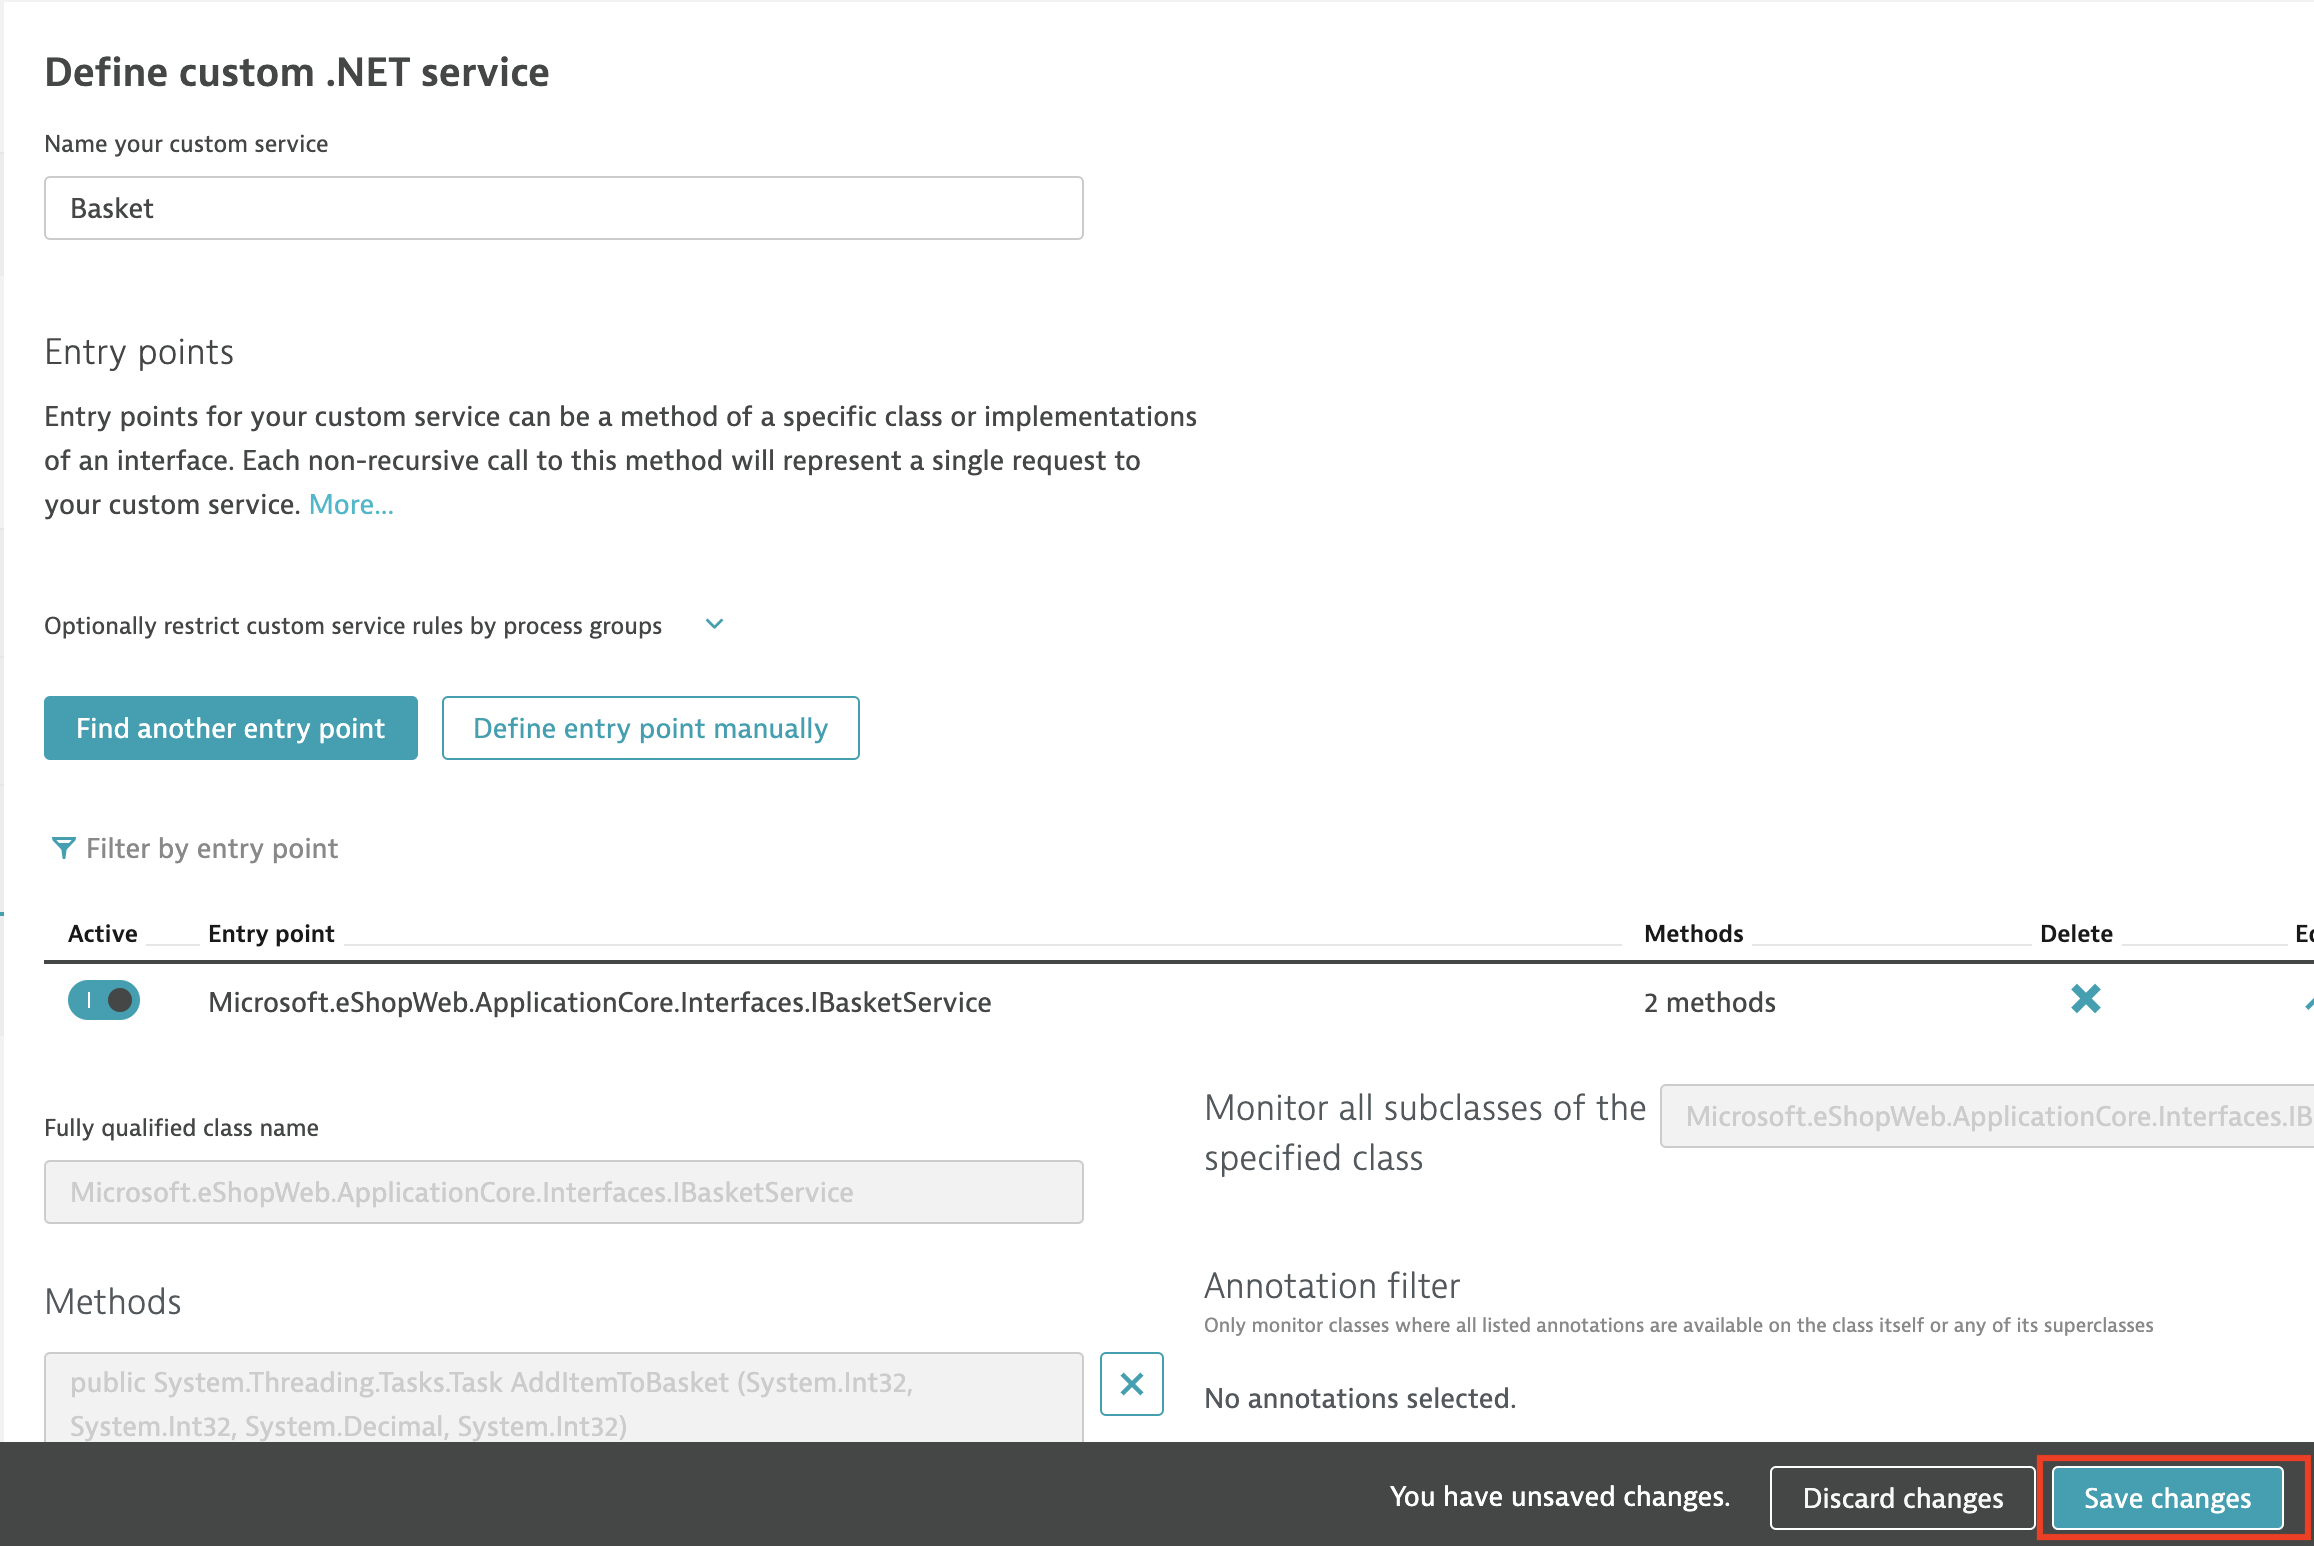 Define custom .NET service
Name your custom service
Basket
Entry points
Entry points for your custom service can be a method of a specific class or implementations
of an interface. Each non-recursive call to this method will represent a single request to
your custom service. More...
Optionally restrict custom service rules by process groups
Find another entry point
Define entry point manually
Filter by entry point
Active Entry point Methods Delete
Microsoft.eShopWeb.ApplicationCore.Interfaces.IBasketService 2 methods
Fully qualified class name
Microsoft.eShopWeb.ApplicationCore.Interfaces.IBasketService
Methods
public System.Threading.Tasks.Task AddItemToBasket (System.Int32,
System.Int32, System.Decimal, System.Int32)
Monitor all subclasses of the
specified class
Microsoft.eShopWeb.ApplicationCore.Interfaces.IB
Annotation filter
Only monitor classes where all listed annotations are available on the class itself or any of its superclasses
No annotations selected.
You have unsaved changes.
Discard changes
Save changes